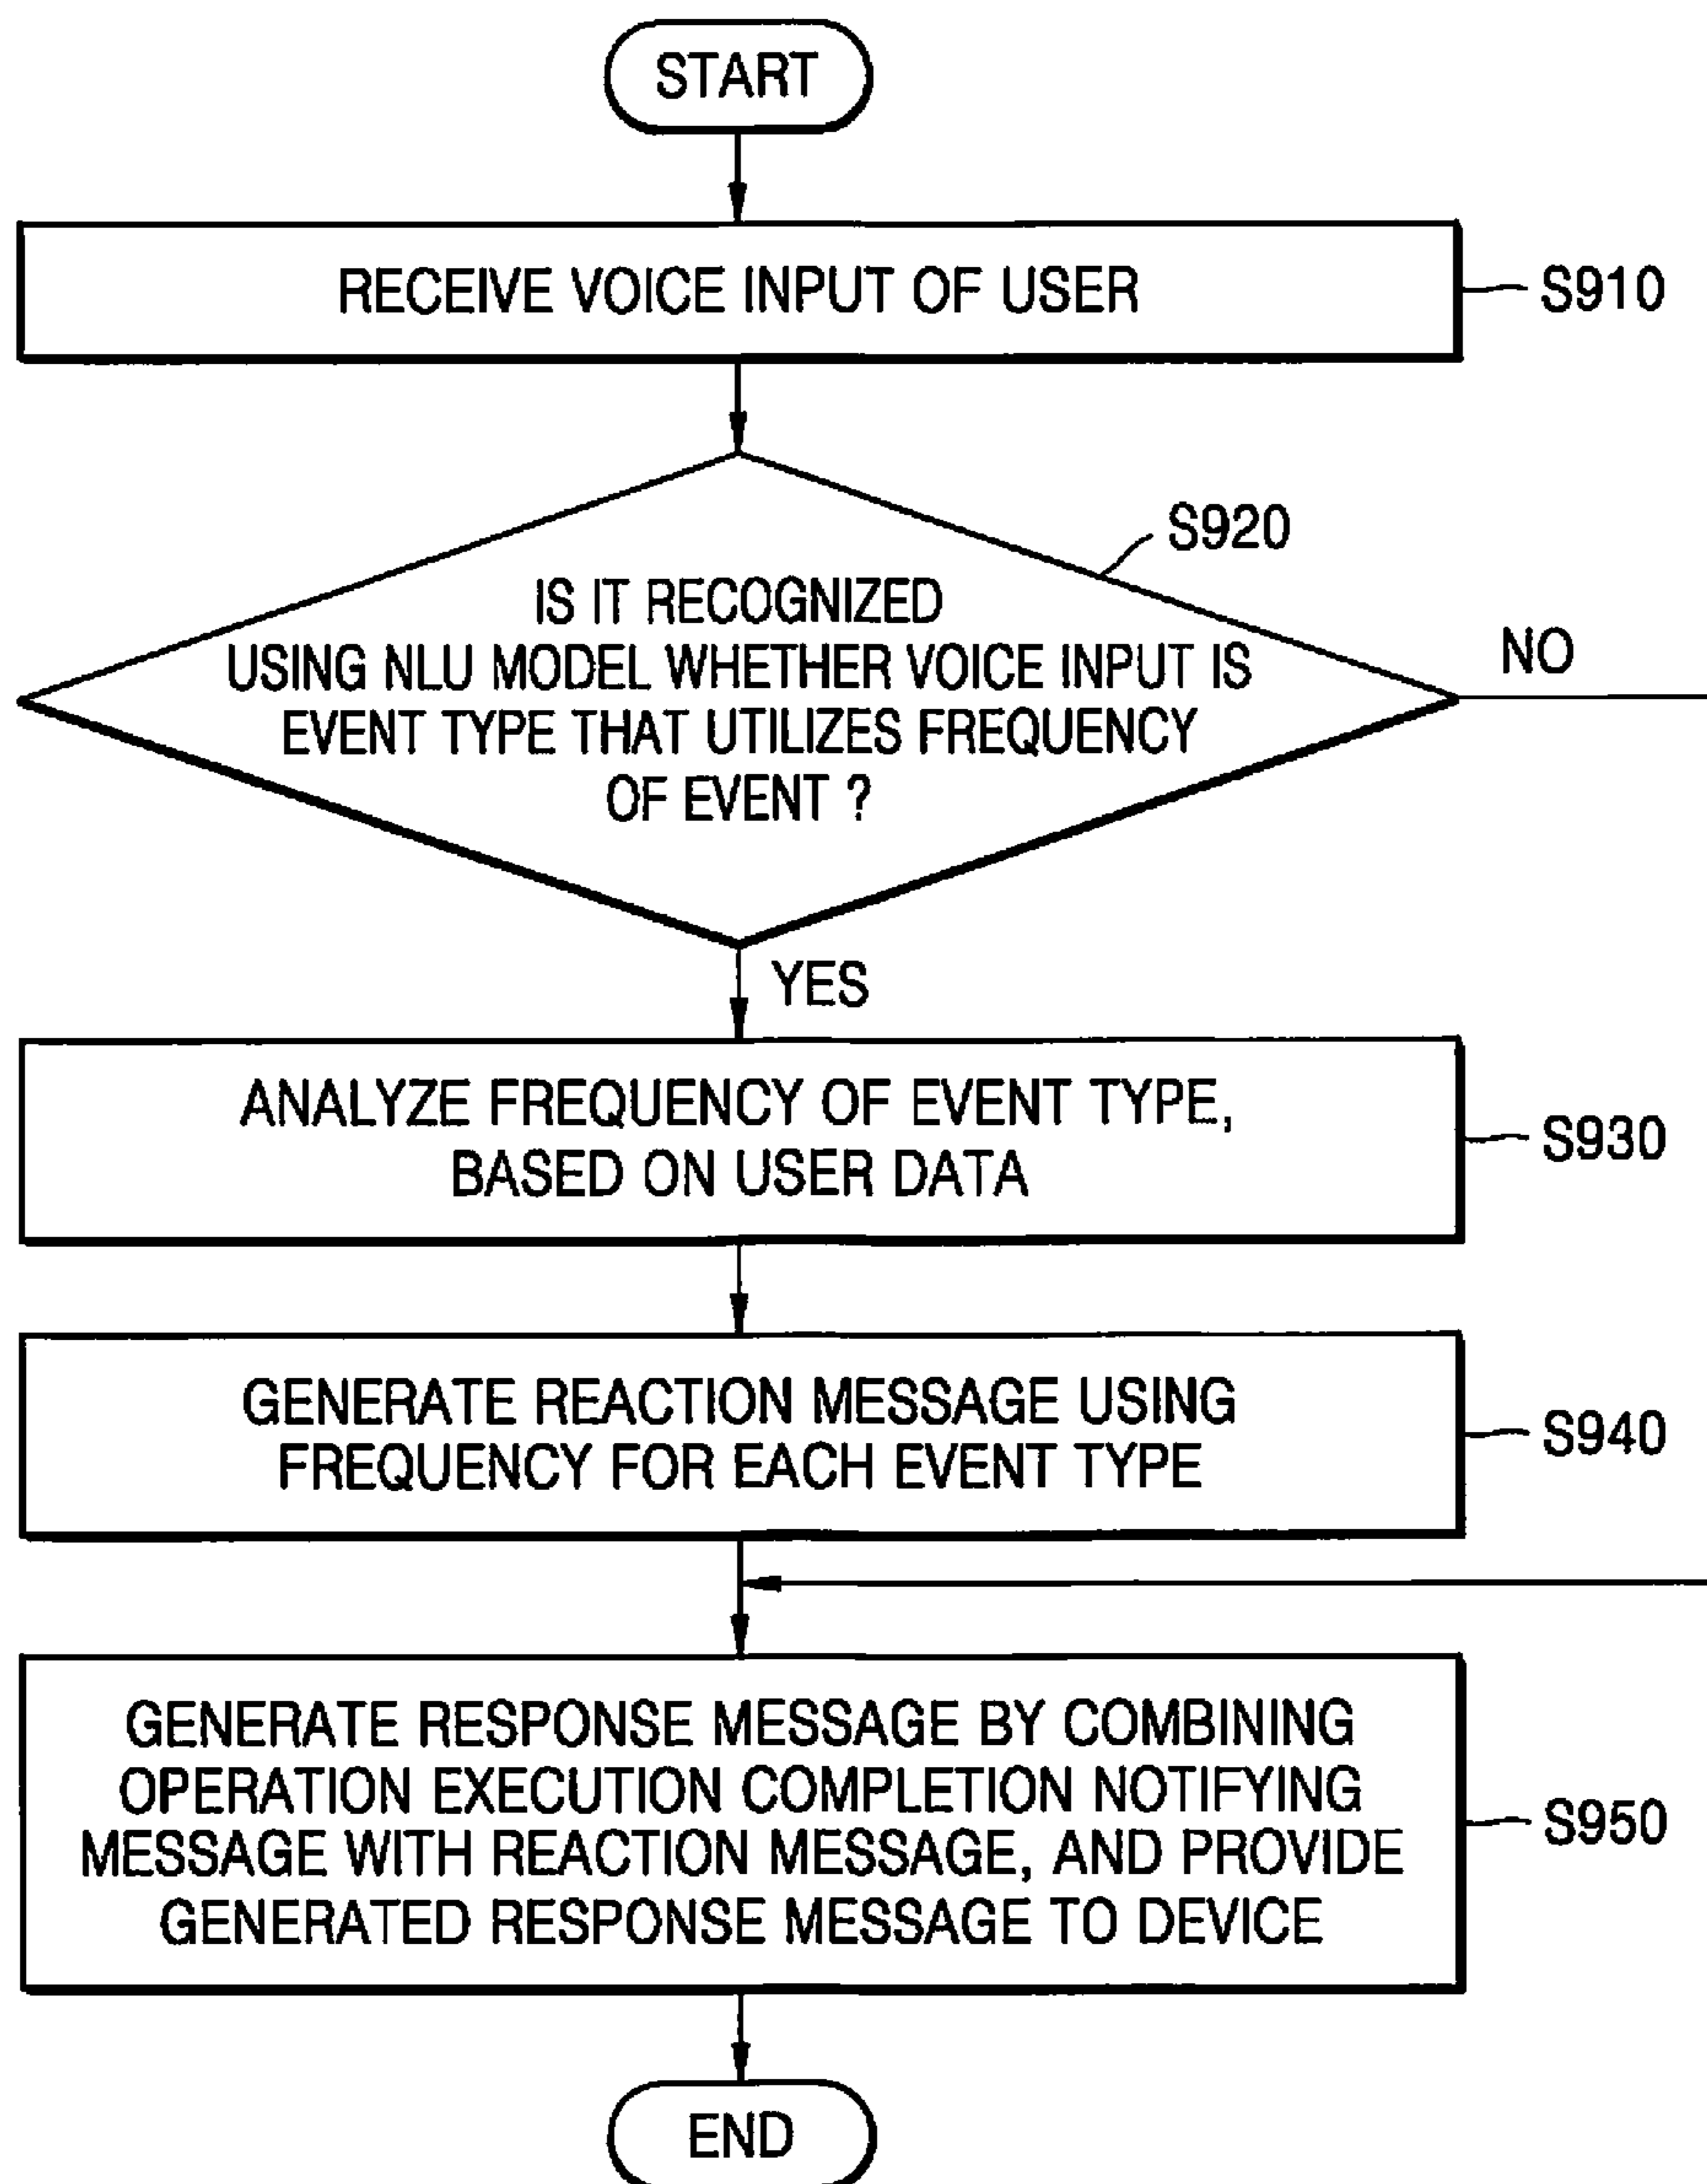 START
RECEIVE VOICE INPUT OF USER
S910
S920
IS IT RECOGNIZED
USING NLU MODEL WHETHER VOICE INPUT IS
EVENT TYPE THAT UTILIZES FREQUENCY
OF EVENT ?
NO
YES
ANALYZE FREQUENCY OF EVENT TYPE,
BASED ON USER DATA
S930
GENERATE REACTION MESSAGE USING
FREQUENCY FOR EACH EVENT TYPE
S940
GENERATE RESPONSE MESSAGE BY COMBINING
OPERATION EXECUTION COMPLETION NOTIFYING
MESSAGE WITH REACTION MESSAGE, AND PROVIDE
GENERATED RESPONSE MESSAGE TO DEVICE
S950
END